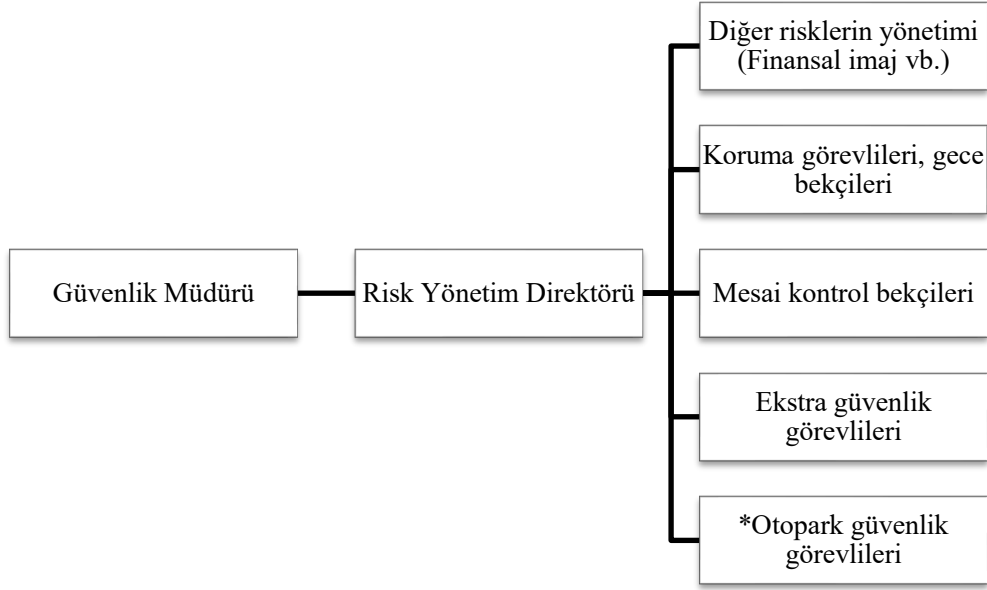 Güvenlik Müdürü
Risk Yönetim Direktörü
Diğer risklerin yönetimi
(Finansal imaj vb.)
Koruma görevlileri, gece
bekçileri
Mesai kontrol bekçileri
Ekstra güvenlik
görevlileri
*Otopark güvenlik
görevlileri